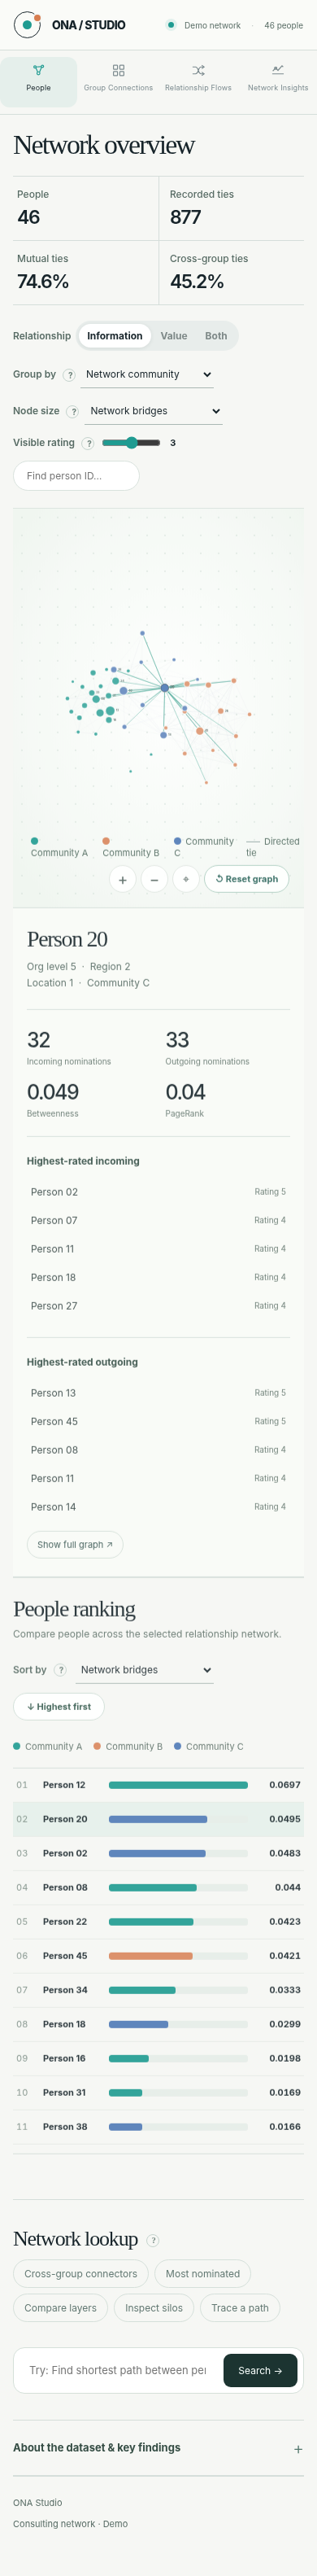 ONA / STUDIO
Demo network · 46 people
People
Group Connections
Relationship Flows
Network Insights
Network overview
People
46
Recorded ties
877
Mutual ties
74.6%
Cross-group ties
45.2%
Relationship Information Value Both
Group by ? Network community
Node size ? Network bridges
Visible rating ? 3
Find person ID...
Community A
Community B
Community C
Directed tie
+ − ⌖ ↺ Reset graph
Person 20
Org level 5 · Region 2
Location 1 · Community C
32
Incoming nominations
33
Outgoing nominations
0.049
Betweenness
0.04
PageRank
Highest-rated incoming
Person 02 Rating 5
Person 07 Rating 4
Person 11 Rating 4
Person 18 Rating 4
Person 27 Rating 4
Highest-rated outgoing
Person 13 Rating 5
Person 45 Rating 5
Person 08 Rating 4
Person 11 Rating 4
Person 14 Rating 4
Show full graph ↗
People ranking
Compare people across the selected relationship network.
Sort by ? Network bridges
↓ Highest first
Community A Community B Community C
01 Person 12 0.0697
02 Person 20 0.0495
03 Person 02 0.0483
04 Person 08 0.044
05 Person 22 0.0423
06 Person 45 0.0421
07 Person 34 0.0333
08 Person 18 0.0299
09 Person 16 0.0198
10 Person 31 0.0169
11 Person 38 0.0166
Network lookup ?
Cross-group connectors Most nominated
Compare layers Inspect silos Trace a path
Try: Find shortest path between per Search →
About the dataset & key findings +
ONA Studio
Consulting network · Demo